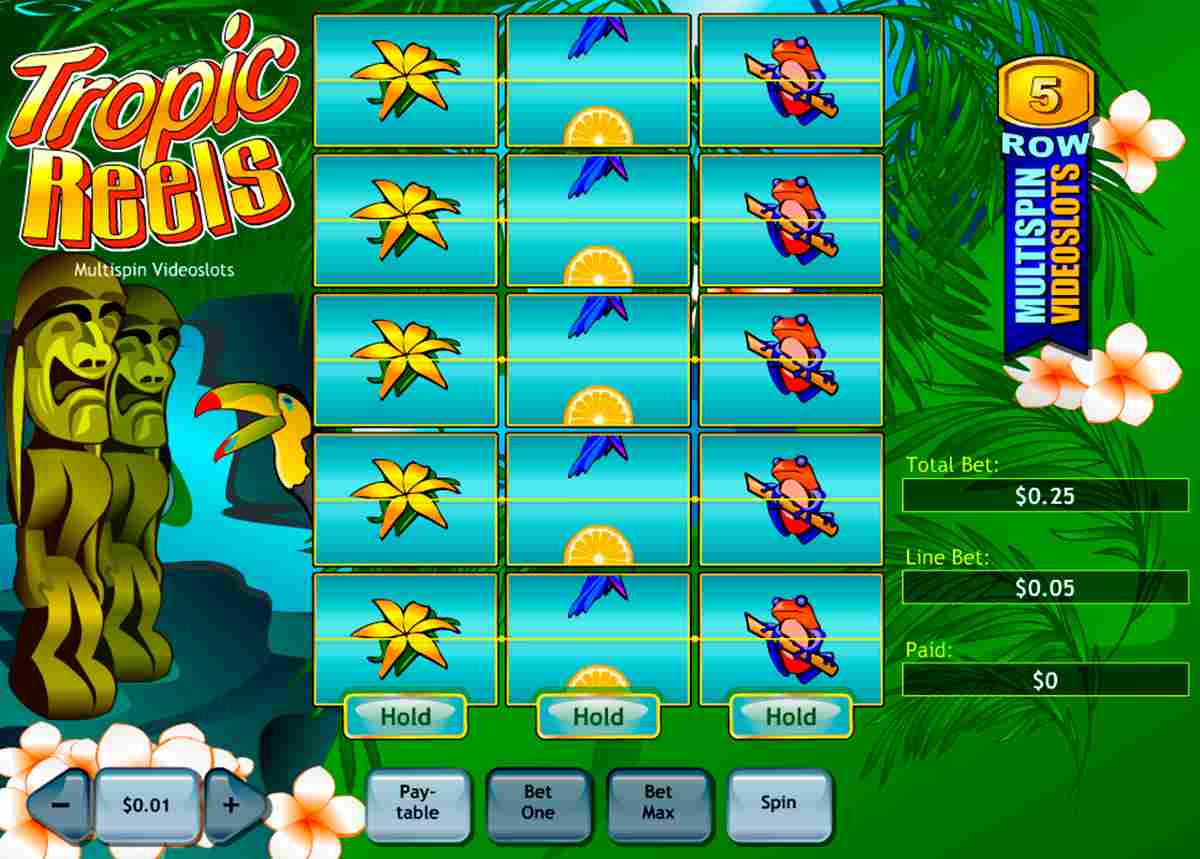 Tropic
Reels
Multispin Videoslots
5
ROW
MULTISPIN
VIDEOSLOTS
Total Bet:
$0.25
Line Bet:
$0.05
Paid:
$0
Hold
Hold
Hold
−
$0.01
+
Pay-
table
Bet
One
Bet
Max
Spin